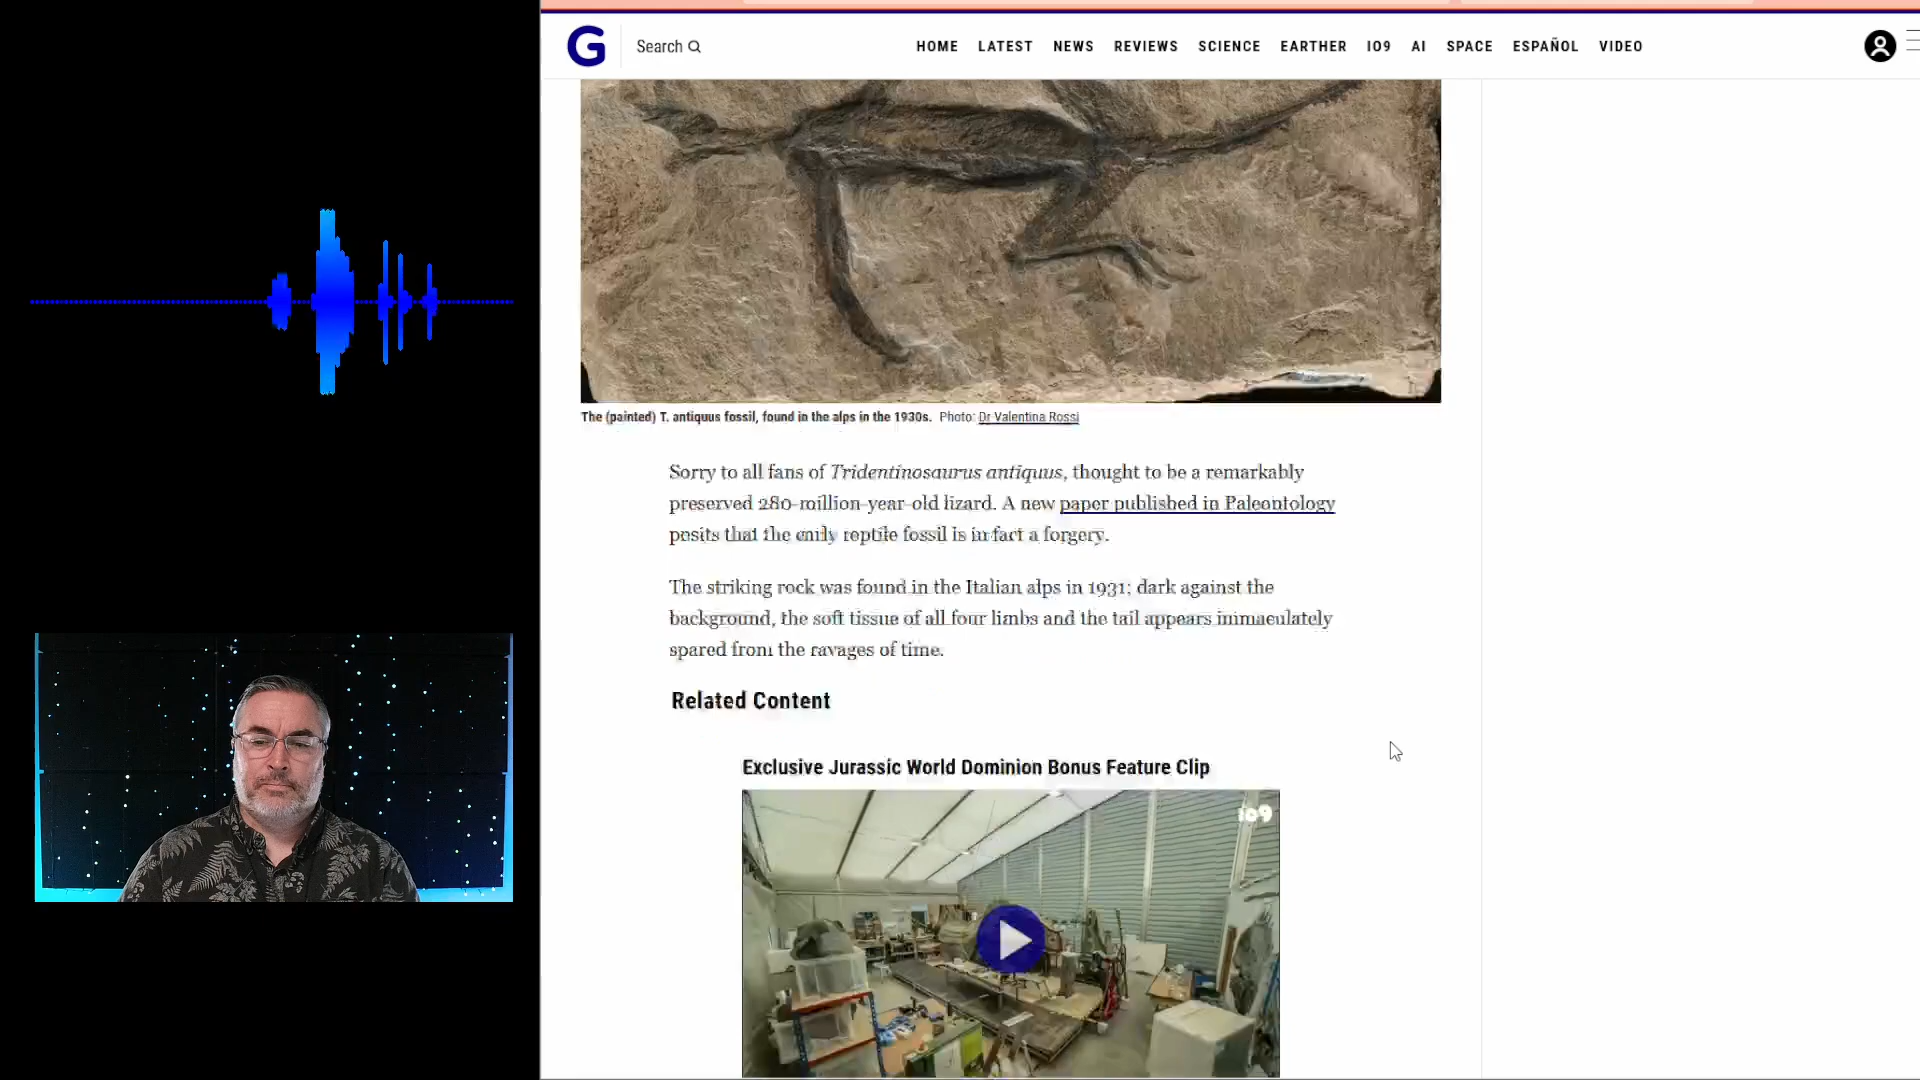 G
Search
HOME LATEST NEWS REVIEWS SCIENCE EARTHER IO9 AI SPACE ESPAÑOL VIDEO
The (painted) T. antiquus fossil, found in the alps in the 1930s. Photo: Dr Valentina Rossi
Sorry to all fans of Tridentinosaurus antiquus, thought to be a remarkably
preserved 280-million-year-old lizard. A new paper published in Paleontology
posits that the early reptile fossil is in fact a forgery.
The striking rock was found in the Italian alps in 1931; dark against the
background, the soft tissue of all four limbs and the tail appears immaculately
spared from the ravages of time.
Related Content
Exclusive Jurassic World Dominion Bonus Feature Clip
io9